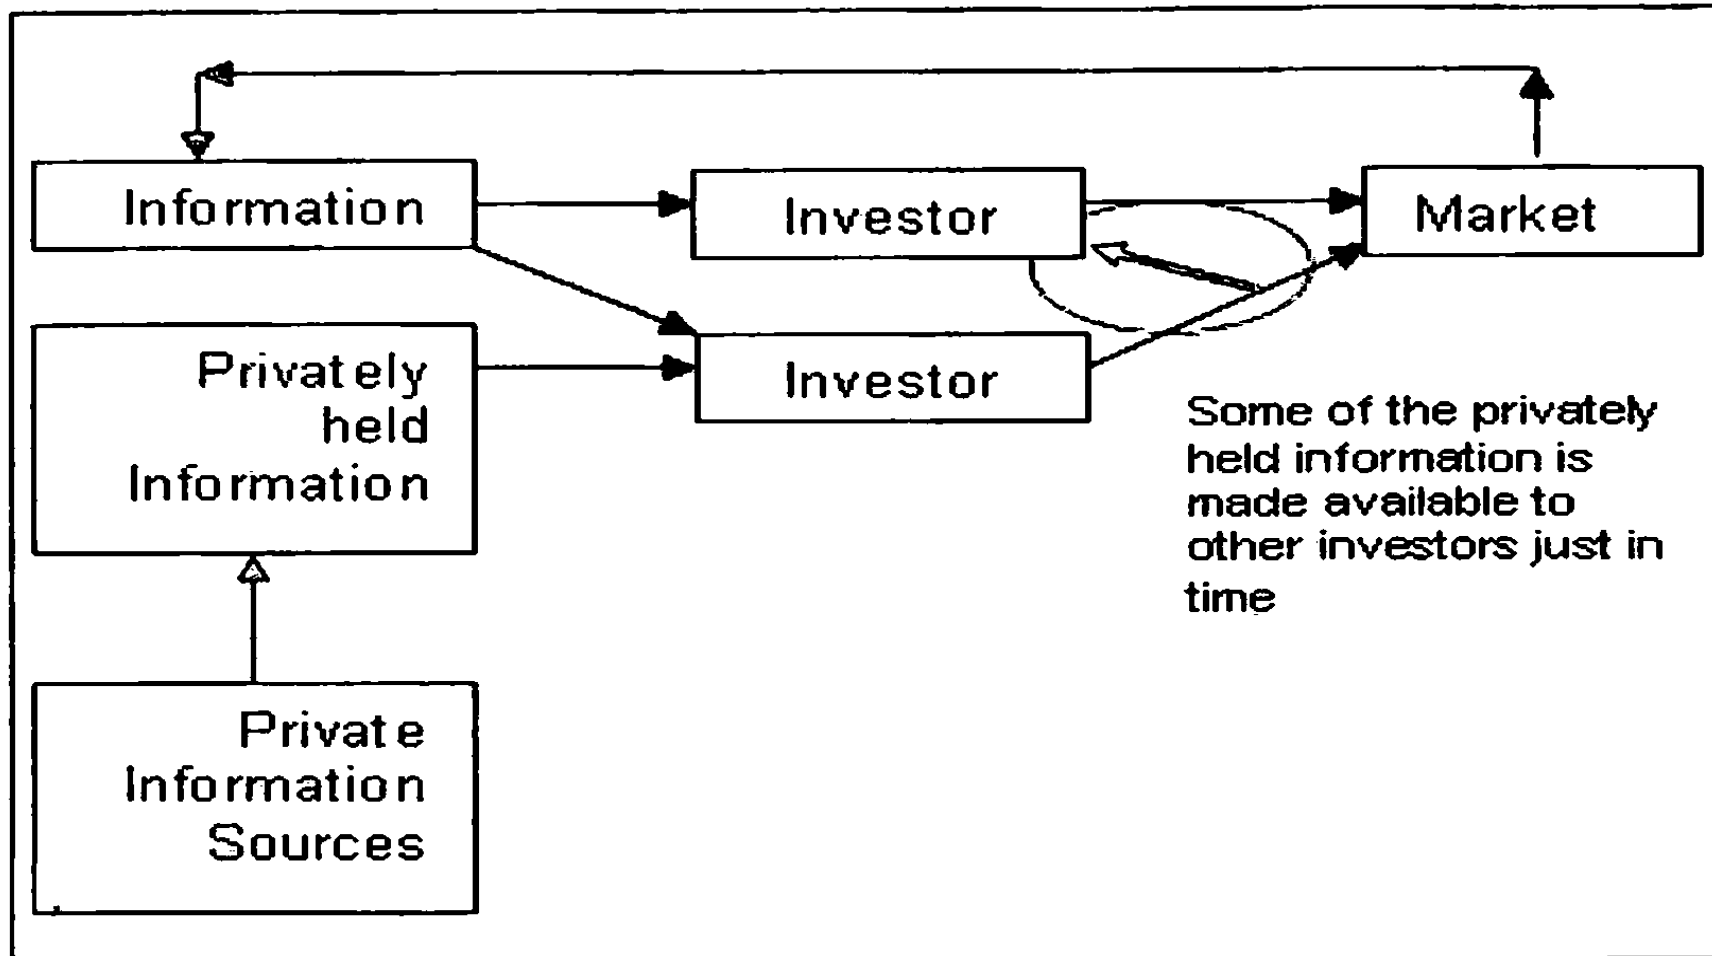 Information
Investor
Market
Privately
held
Information
Investor
Some of the privately
held information is
made available to
other investors just in
time
Private
Information
Sources